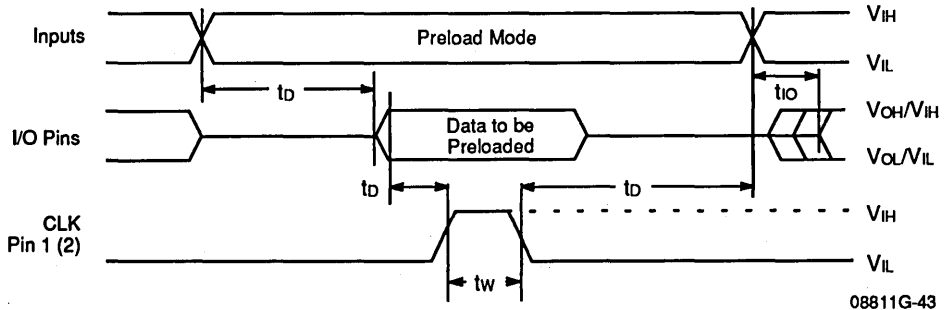 Inputs
Preload Mode
VIH
VIL
tD
tIO
I/O Pins
Data to be
Preloaded
VOH/VIH
VOL/VIL
tD
tD
CLK
Pin 1 (2)
VIH
VIL
tW
08811G-43